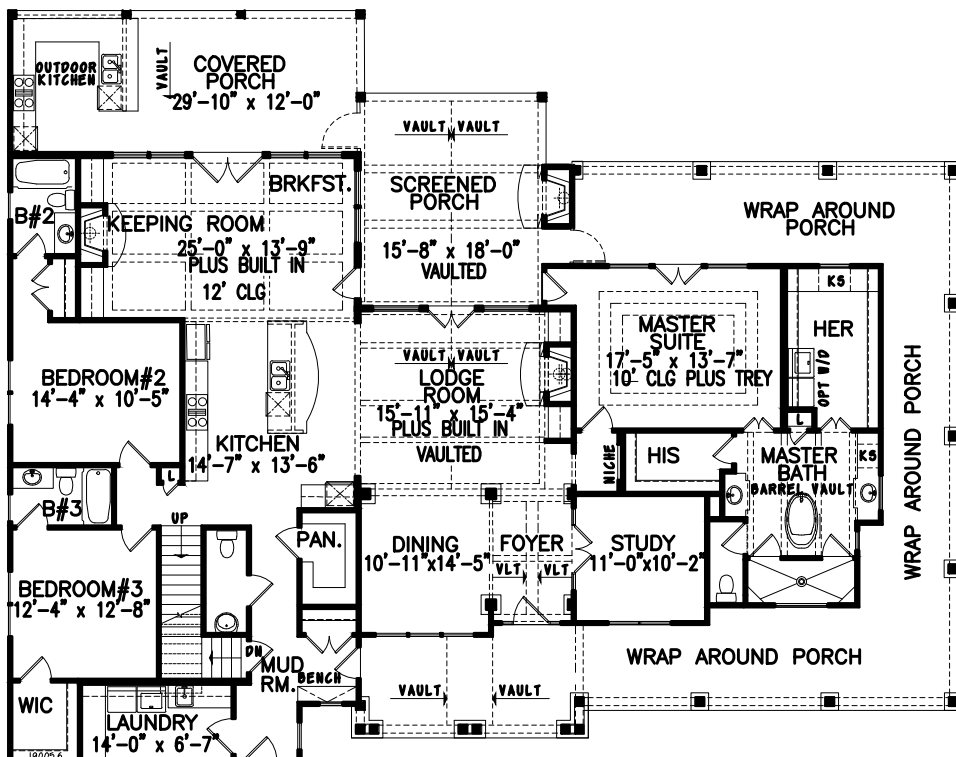 OUTDOOR
KITCHEN
VAULT
COVERED
PORCH
29'-10" x 12'-0"
VAULT VAULT
BRKFST.
SCREENED
PORCH
15'-8" x 18'-0"
VAULTED
WRAP AROUND
PORCH
B#2
KEEPING ROOM
25'-0" x 13'-9"
PLUS BUILT IN
12' CLG
KS
HER
OPT W/D
L
MASTER
SUITE
17'-5" x 13'-7"
10' CLG PLUS TREY
VAULT VAULT
LODGE
ROOM
15'-11" x 15'-4"
PLUS BUILT IN
VAULTED
BEDROOM#2
14'-4" x 10'-5"
KITCHEN
14'-7" x 13'-6"
L
NICHE
HIS
MASTER
BATH
BARREL VAULT
KS
WRAP AROUND PORCH
WRAP AROUND PORCH
B#3
UP
PAN.
DINING
10'-11"x14'-5"
FOYER
VLT VLT
STUDY
11'-0"x10'-2"
BEDROOM#3
12'-4" x 12'-8"
DN
MUD
RM.
BENCH
WRAP AROUND PORCH
VAULT VAULT
WIC
LAUNDRY
14'-0" x 6'-7"